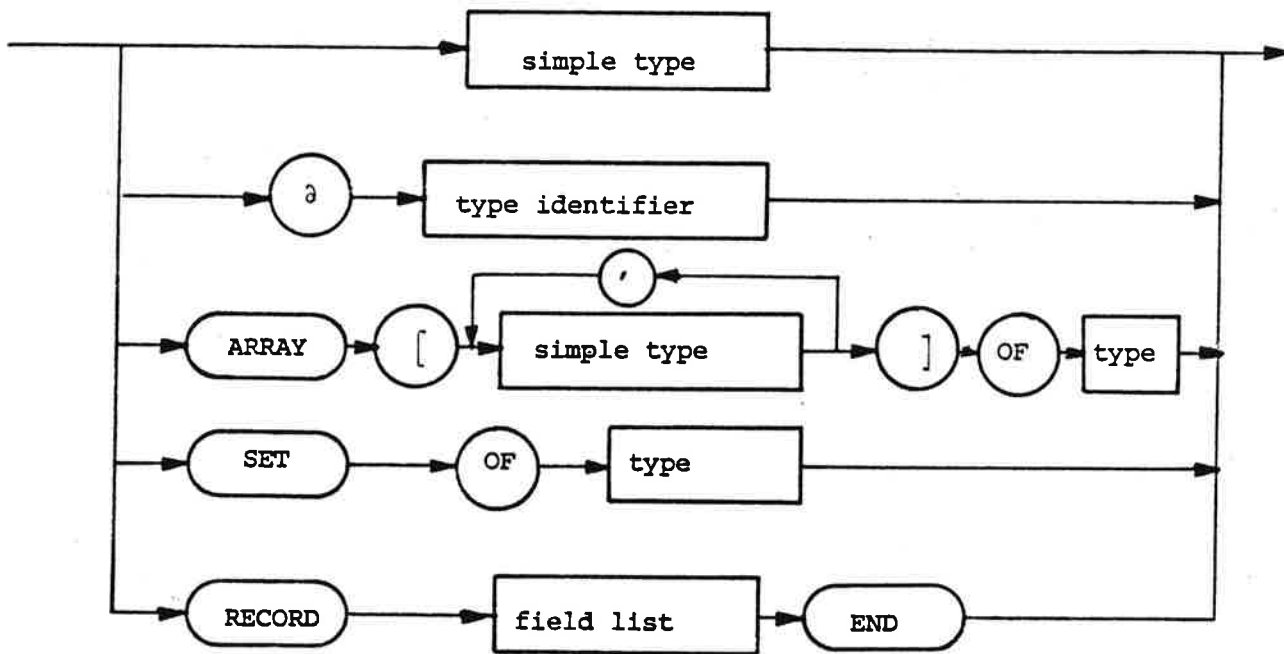 simple type
∂ type identifier
,
ARRAY [ simple type ] OF type
SET OF type
RECORD field list END